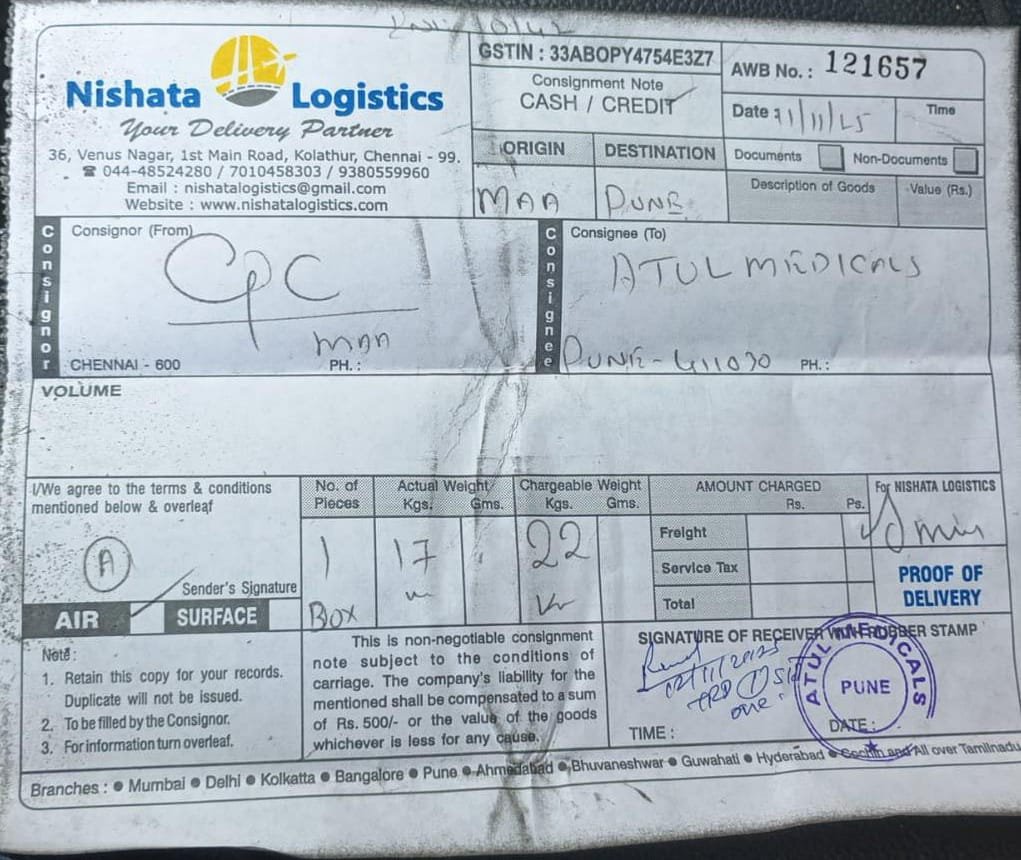 Nishata Logistics
Your Delivery Partner
36, Venus Nagar, 1st Main Road, Kolathur, Chennai - 99.
☎ 044-48524280 / 7010458303 / 9380559960
Email : nishatalogistics@gmail.com
Website : www.nishatalogistics.com
GSTIN : 33ABOPY4754E3Z7
Consignment Note
CASH / CREDIT
AWB No. : 121657
Date /11/25 Time
ORIGIN DESTINATION
MAA PUNE
Documents Non-Documents
Description of Goods Value (Rs.)
Consignor
Consignor (From)
CPC
MAA
CHENNAI - 600 PH. :
Consignee
Consignee (To)
ATUL MEDICALS
PUNE - 411030 PH. :
VOLUME
I/We agree to the terms & conditions
mentioned below & overleaf
A
Sender's Signature
AIR SURFACE
No. of Pieces Actual Weight Kgs. Gms. Chargeable Weight Kgs. Gms.
1 17 22
Box
AMOUNT CHARGED
Rs. Ps.
Freight
Service Tax
Total
For NISHATA LOGISTICS
PROOF OF
DELIVERY
Note :
1. Retain this copy for your records.
Duplicate will not be issued.
2. To be filled by the Consignor.
3. For information turn overleaf.
This is non-negotiable consignment
note subject to the conditions of
carriage. The company's liability for the
mentioned shall be compensated to a sum
of Rs. 500/- or the value of the goods
whichever is less for any cause.
SIGNATURE OF RECEIVER WITH RUBBER STAMP
02/11/2025
one
ATUL MEDICALS
PUNE
TIME : DATE :
Branches : ● Mumbai ● Delhi ● Kolkatta ● Bangalore ● Pune ● Ahmedabad ● Bhuvaneshwar ● Guwahati ● Hyderabad ● Cochin and All over Tamilnadu